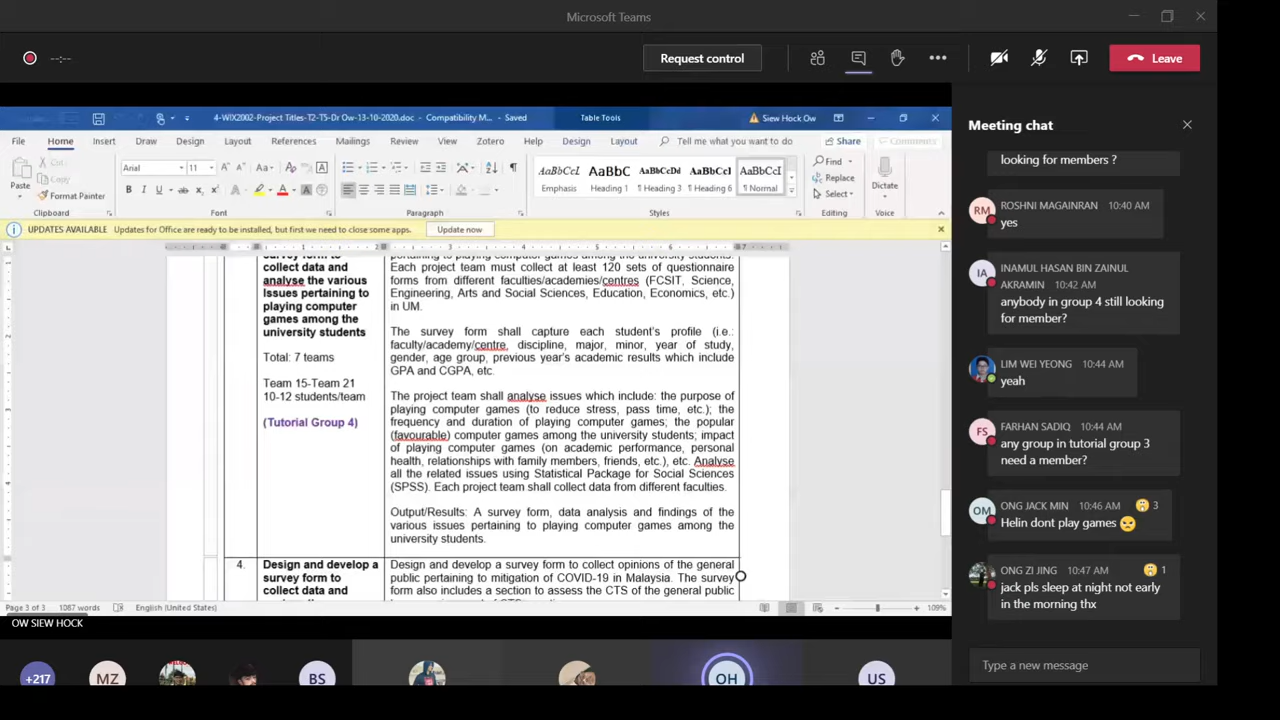 Microsoft Teams
--:--
Request control
Leave
4-WIX2002-Project Titles-T2-T5-Dr Ow-13-10-2020.doc - Compatibility M... - Saved
Table Tools
Siew Hock Ow
File Home Insert Draw Design Layout References Mailings Review View Zotero Help Design Layout Tell me what you want to do
Share
Comments
Paste
Cut
Copy
Format Painter
Clipboard
Arial
11
Font
Paragraph
AaBbCcL AaBbC AaBbCcDd AaBbCcI AaBbCcI
Emphasis Heading 1 ¶ Heading 3 ¶ Heading 6 ¶ Normal
Styles
Find
Replace
Select
Editing
Dictate
Voice
UPDATES AVAILABLE Updates for Office are ready to be installed, but first we need to close some apps. Update now
survey form to
collect data and
analyse the various
issues pertaining to
playing computer
games among the
university students
Total: 7 teams
Team 15-Team 21
10-12 students/team
(Tutorial Group 4)
pertaining to playing computer games among the university students.
Each project team must collect at least 120 sets of questionnaire
forms from different faculties/academies/centres (FCSIT, Science,
Engineering, Arts and Social Sciences, Education, Economics, etc.)
in UM.
The survey form shall capture each student's profile (i.e.:
faculty/academy/centre, discipline, major, minor, year of study,
gender, age group, previous year's academic results which include
GPA and CGPA, etc.
The project team shall analyse issues which include: the purpose of
playing computer games (to reduce stress, pass time, etc.); the
frequency and duration of playing computer games; the popular
(favourable) computer games among the university students; impact
of playing computer games (on academic performance, personal
health, relationships with family members, friends, etc.), etc. Analyse
all the related issues using Statistical Package for Social Sciences
(SPSS). Each project team shall collect data from different faculties.
Output/Results: A survey form, data analysis and findings of the
various issues pertaining to playing computer games among the
university students.
4. Design and develop a
survey form to
collect data and
Design and develop a survey form to collect opinions of the general
public pertaining to mitigation of COVID-19 in Malaysia. The survey
form also includes a section to assess the CTS of the general public
Page 3 of 3 1087 words English (United States) 109%
OW SIEW HOCK
+217 MZ BS OH US
Meeting chat
looking for members ?
RM ROSHNI MAGAINRAN 10:40 AM
yes
IA INAMUL HASAN BIN ZAINUL
AKRAMIN 10:42 AM
anybody in group 4 still looking
for member?
LIM WEI YEONG 10:44 AM
yeah
FS FARHAN SADIQ 10:44 AM
any group in tutorial group 3
need a member?
OM ONG JACK MIN 10:46 AM 3
Helin dont play games
ONG ZI JING 10:47 AM 1
jack pls sleep at night not early
in the morning thx
Type a new message